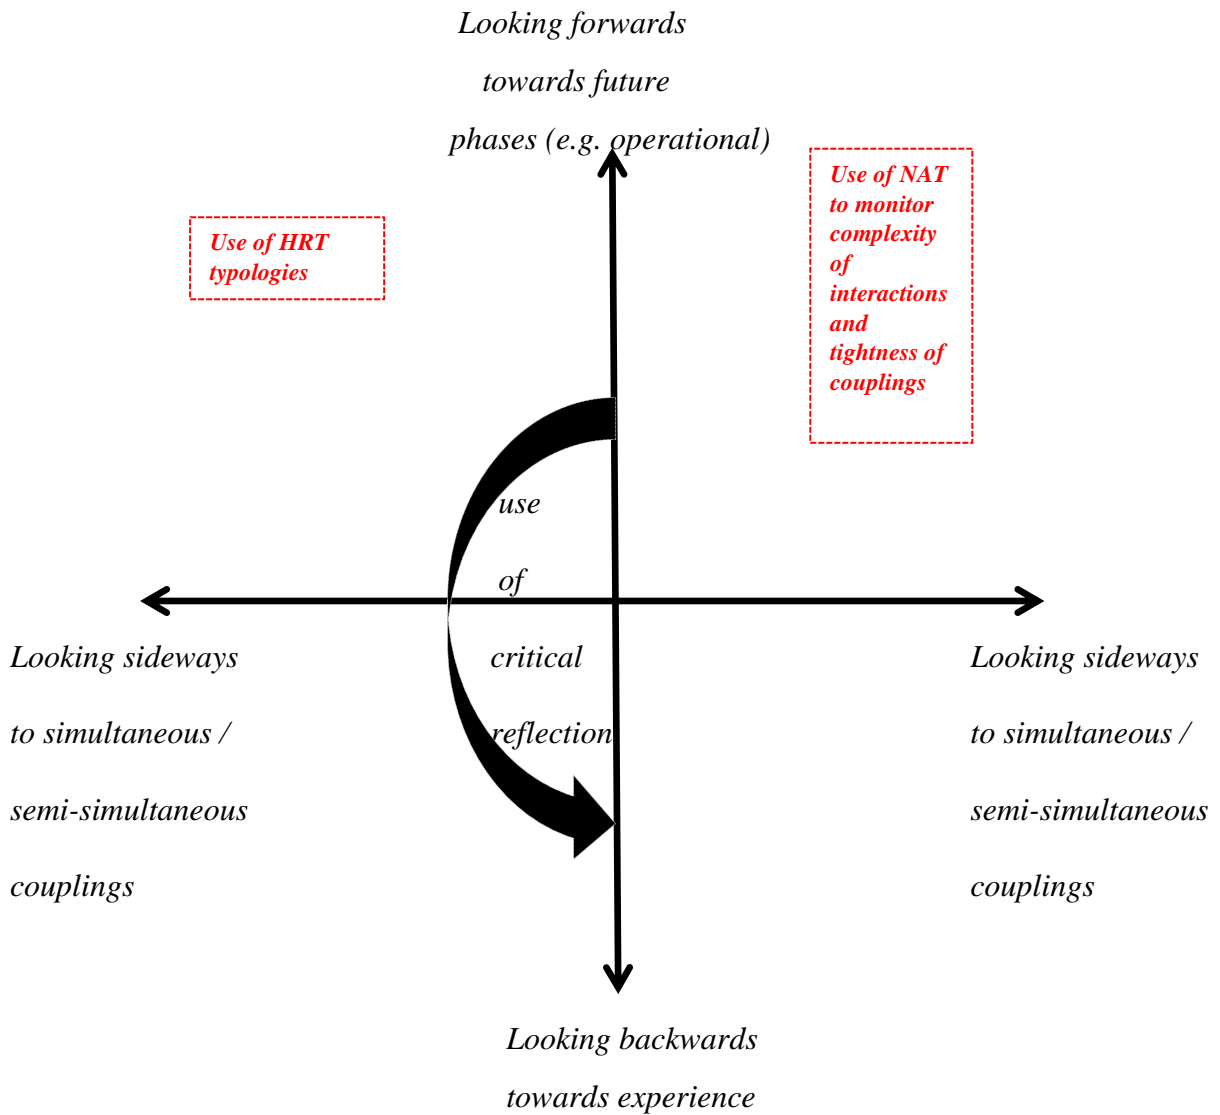 Looking forwards
towards future
phases (e.g. operational)
Use of HRT
typologies
Use of NAT
to monitor
complexity
of
interactions
and
tightness of
couplings
use
of
critical
reflection
Looking sideways
to simultaneous /
semi-simultaneous
couplings
Looking sideways
to simultaneous /
semi-simultaneous
couplings
Looking backwards
towards experience